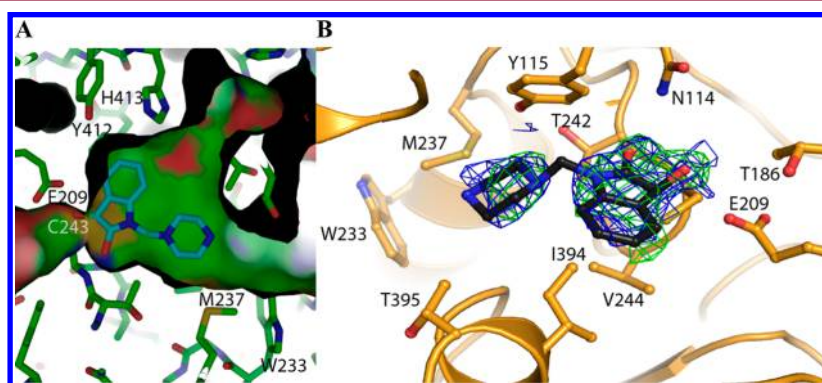 A
H413
Y412
E209
C243
M237
W233
B
Y115
N114
T242
M237
T186
E209
W233
I394
V244
T395